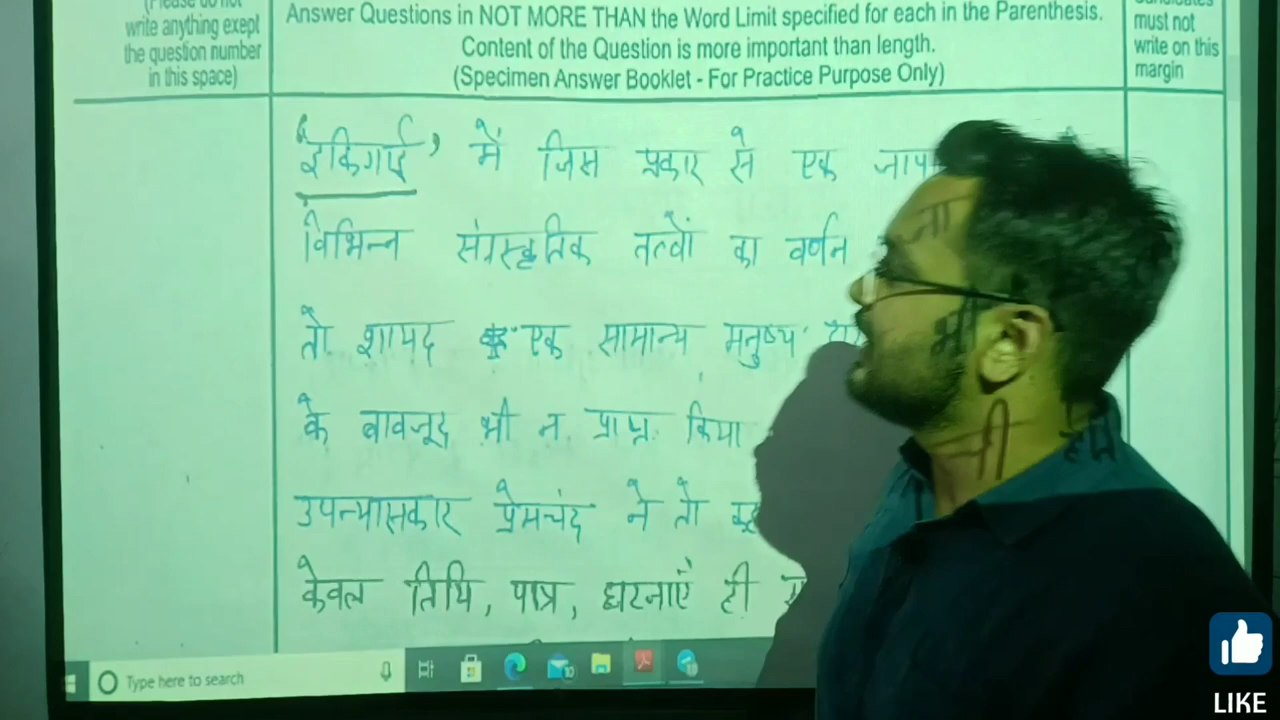 (Please do not
write anything exept
the question number
in this space)
Answer Questions in NOT MORE THAN the Word Limit specified for each in the Parenthesis.
Content of the Question is more important than length.
(Specimen Answer Booklet - For Practice Purpose Only)
must not
write on this
margin
'इकिगाई' में जिस प्रकार से एक
विभिन्न संग्रस्कृतिक तत्वों का वर्णन
तो शायद एक सामान्य मनुष्य
के बावजूद भी न प्राप्त किया
उपन्यासकार प्रेमचंद ने तो
केवल तिथि, पात्र, घटनाएँ ही
Type here to search
LIKE